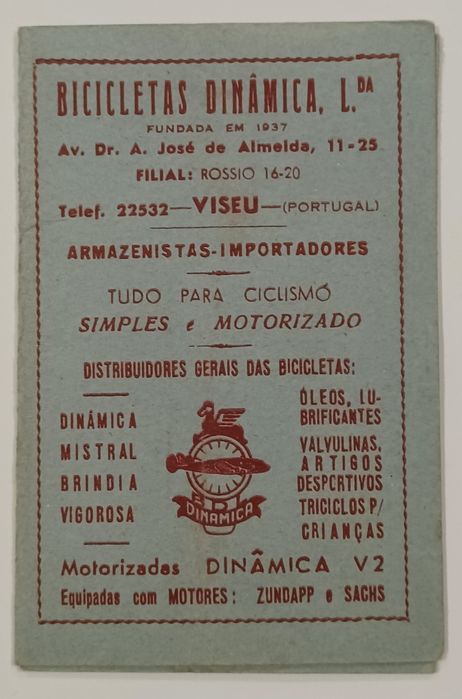 BICICLETAS DINÂMICA, L.DA
FUNDADA EM 1937
Av. Dr. A. José de Almeida, 11-25
FILIAL: ROSSIO 16-20
Telef. 22532—VISEU—(PORTUGAL)
ARMAZENISTAS-IMPORTADORES
TUDO PARA CICLISMO
SIMPLES e MOTORIZADO
DISTRIBUIDORES GERAIS DAS BICICLETAS:
DINÂMICA
MISTRAL
BRINDIA
VIGOROSA
DINAMICA
ÓLEOS, LU-
BRIFICANTES
VALVULINAS,
ARTIGOS
DESPORTIVOS
TRICICLOS P/
CRIANÇAS
Motorizadas DINÂMICA V2
Equipadas com MOTORES: ZUNDAPP e SACHS